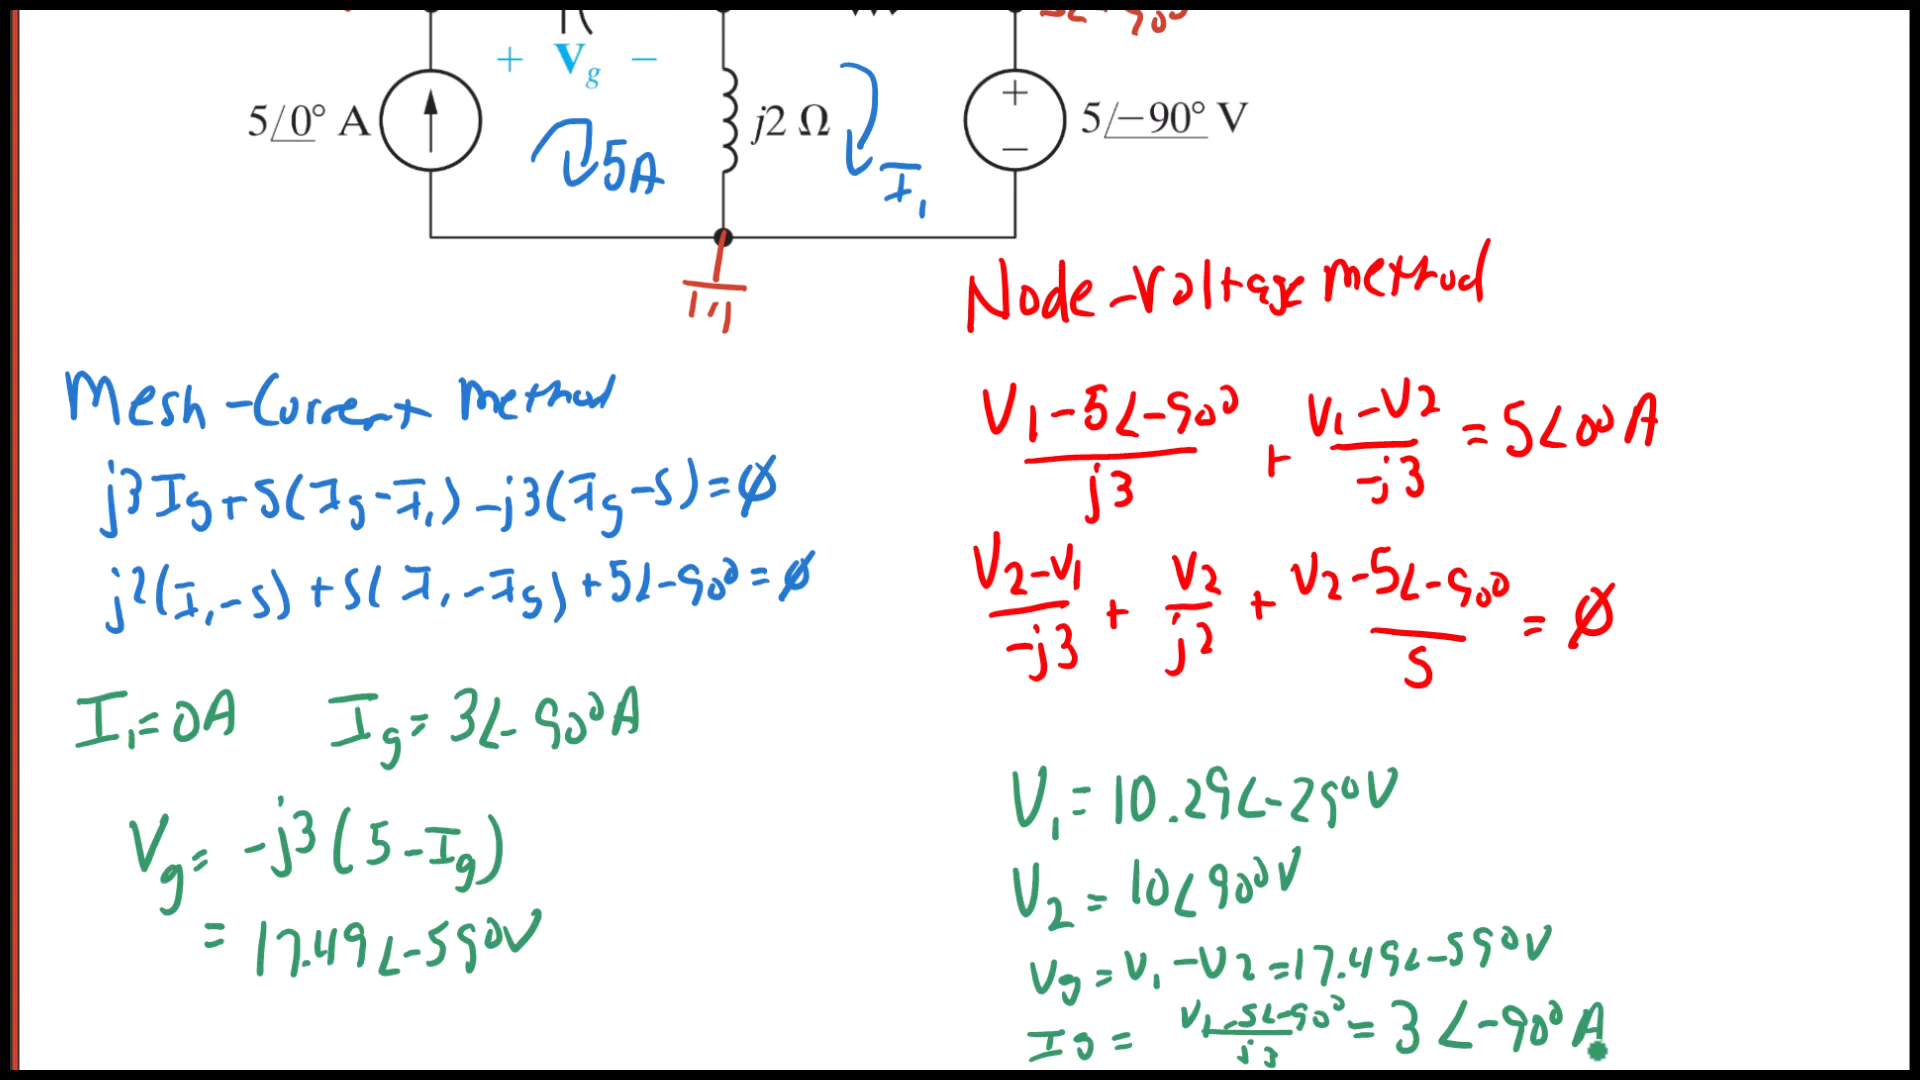 5∠-90°
+ Vg −
5/0° A
5A
j2 Ω
I1
+
−
5/−90° V
Node-Voltage method
Mesh-Current method
(V1 - 5∠-90°)/j3 + (V1 - V2)/-j3 = 5∠0° A
j3 Ig + 5(Ig - I1) - j3(Ig - 5) = 0
(V2 - V1)/-j3 + V2/j2 + (V2 - 5∠-90°)/5 = 0
j2(I1 - 5) + 5(I1 - Ig) + 5∠-90° = 0
I1 = 0A Ig = 3∠-90° A
V1 = 10.29∠-29° V
Vg = -j3(5 - Ig)
V2 = 10∠90° V
= 17.49∠-59° V
Vg = V1 - V2 = 17.49∠-59° V
Ig = (V1 - 5∠-90°)/j3 = 3∠-90° A